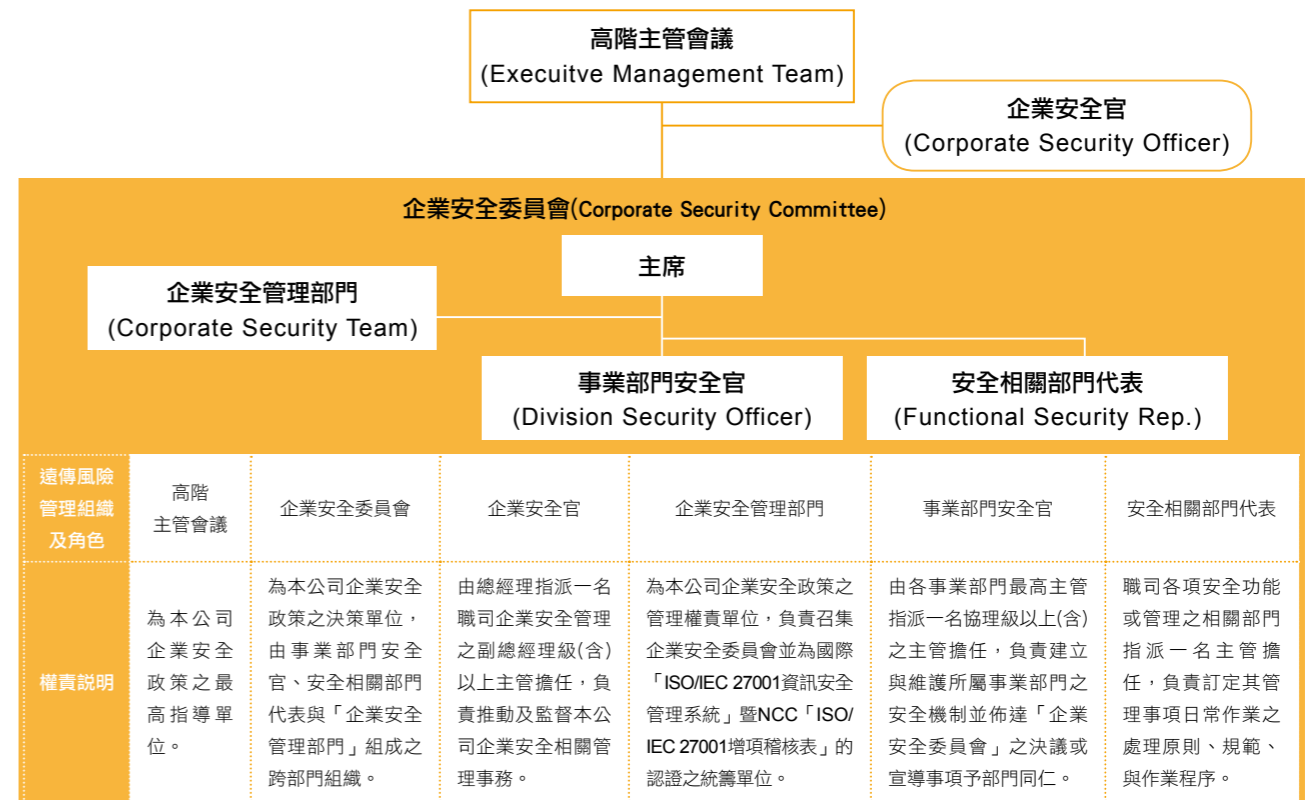 高階主管會議
(Execuitve Management Team)
企業安全官
(Corporate Security Officer)
企業安全委員會(Corporate Security Committee)
主席
企業安全管理部門
(Corporate Security Team)
事業部門安全官
(Division Security Officer)
安全相關部門代表
(Functional Security Rep.)
遠傳風險
管理組織
及角色
高階
主管會議
企業安全委員會
企業安全官
企業安全管理部門
事業部門安全官
安全相關部門代表
權責說明
為本公司
企業安全
政策之最
高指導單
位。
為本公司企業安全
政策之決策單位，
由事業部門安全
官、安全相關部門
代表與「企業安全
管理部門」組成之
跨部門組織。
由總經理指派一名
職司企業安全管理
之副總經理級(含)
以上主管擔任，負
責推動及監督本公
司企業安全相關管
理事務。
為本公司企業安全政策之
管理權責單位，負責召集
企業安全委員會並為國際
「ISO/IEC 27001資訊安全
管理系統」暨NCC「ISO/
IEC 27001增項稽核表」的
認證之統籌單位。
由各事業部門最高主管
指派一名協理級以上(含)
之主管擔任，負責建立
與維護所屬事業部門之
安全機制並佈達「企業
安全委員會」之決議或
宣導事項予部門同仁。
職司各項安全功能
或管理之相關部門
指派一名主管擔
任，負責訂定其管
理事項日常作業之
處理原則、規範、
與作業程序。